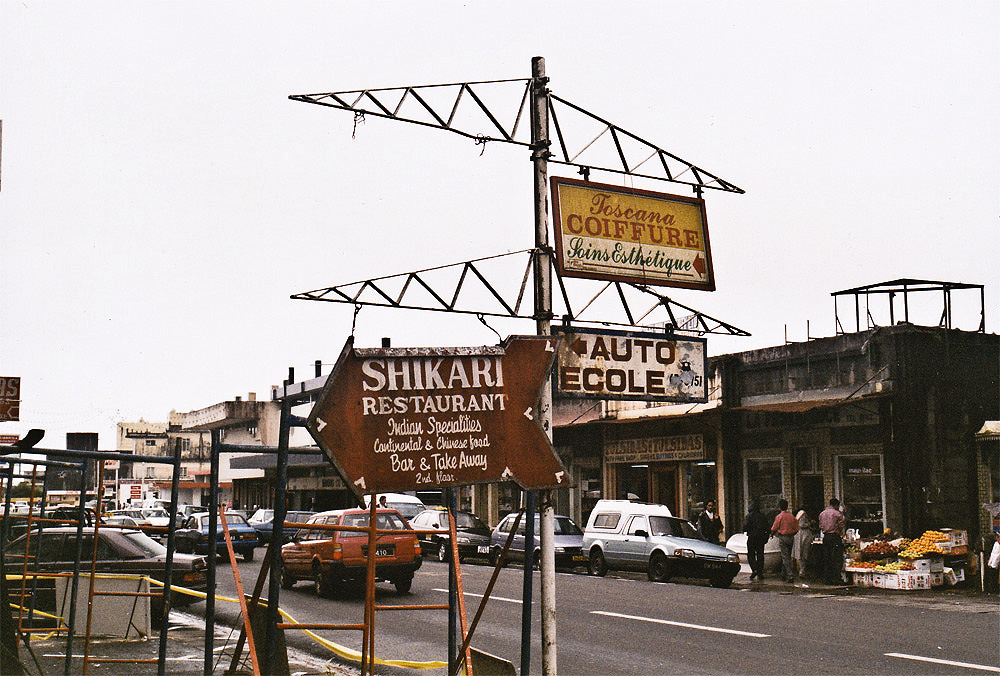 Toscana
COIFFURE
Soins Esthétique
AUTO
ECOLE
SHIKARI
RESTAURANT
Indian Specialities
Continental & Chinese food
Bar & Take Away
2nd. floor